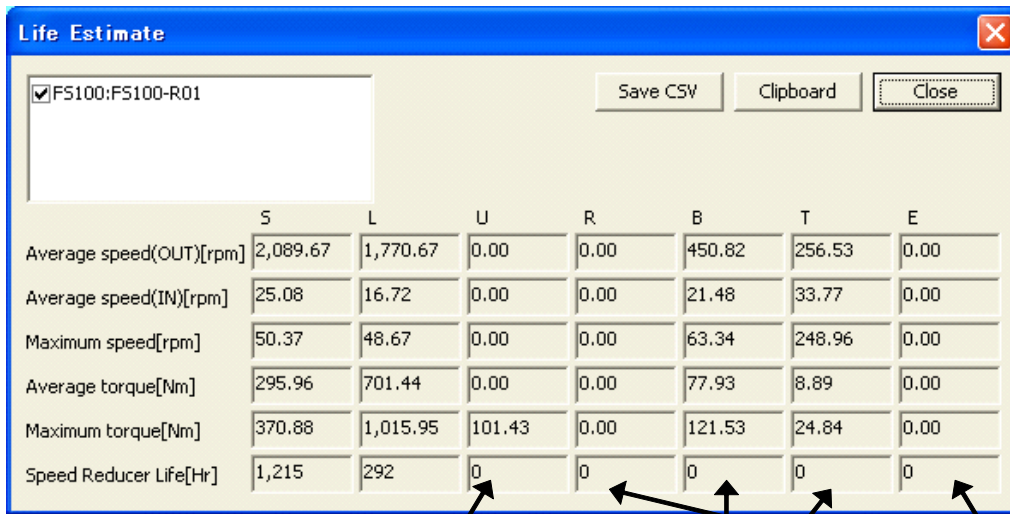 Life Estimate
FS100:FS100-R01
Save CSV Clipboard Close
S L U R B T E
Average speed(OUT)[rpm] 2,089.67 1,770.67 0.00 0.00 450.82 256.53 0.00
Average speed(IN)[rpm] 25.08 16.72 0.00 0.00 21.48 33.77 0.00
Maximum speed[rpm] 50.37 48.67 0.00 0.00 63.34 248.96 0.00
Average torque[Nm] 295.96 701.44 0.00 0.00 77.93 8.89 0.00
Maximum torque[Nm] 370.88 1,015.95 101.43 0.00 121.53 24.84 0.00
Speed Reducer Life[Hr] 1,215 292 0 0 0 0 0